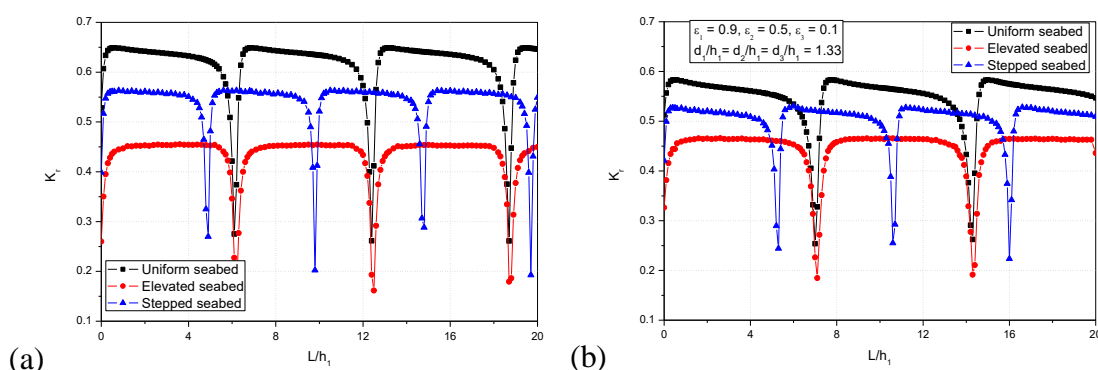 0.7
0.6
0.5
0.4
0.3
0.2
0.1
K_r
Uniform seabed
Elevated seabed
Stepped seabed
0 4 8 12 16 20
L/h_1
(a)
0.7
0.6
0.5
0.4
0.3
0.2
0.1
K_r
ε_1 = 0.9, ε_2 = 0.5, ε_3 = 0.1
d_1/h_1 = d_2/h_1 = d_3/h_1 = 1.33
Uniform seabed
Elevated seabed
Stepped seabed
0 4 8 12 16 20
L/h_1
(b)